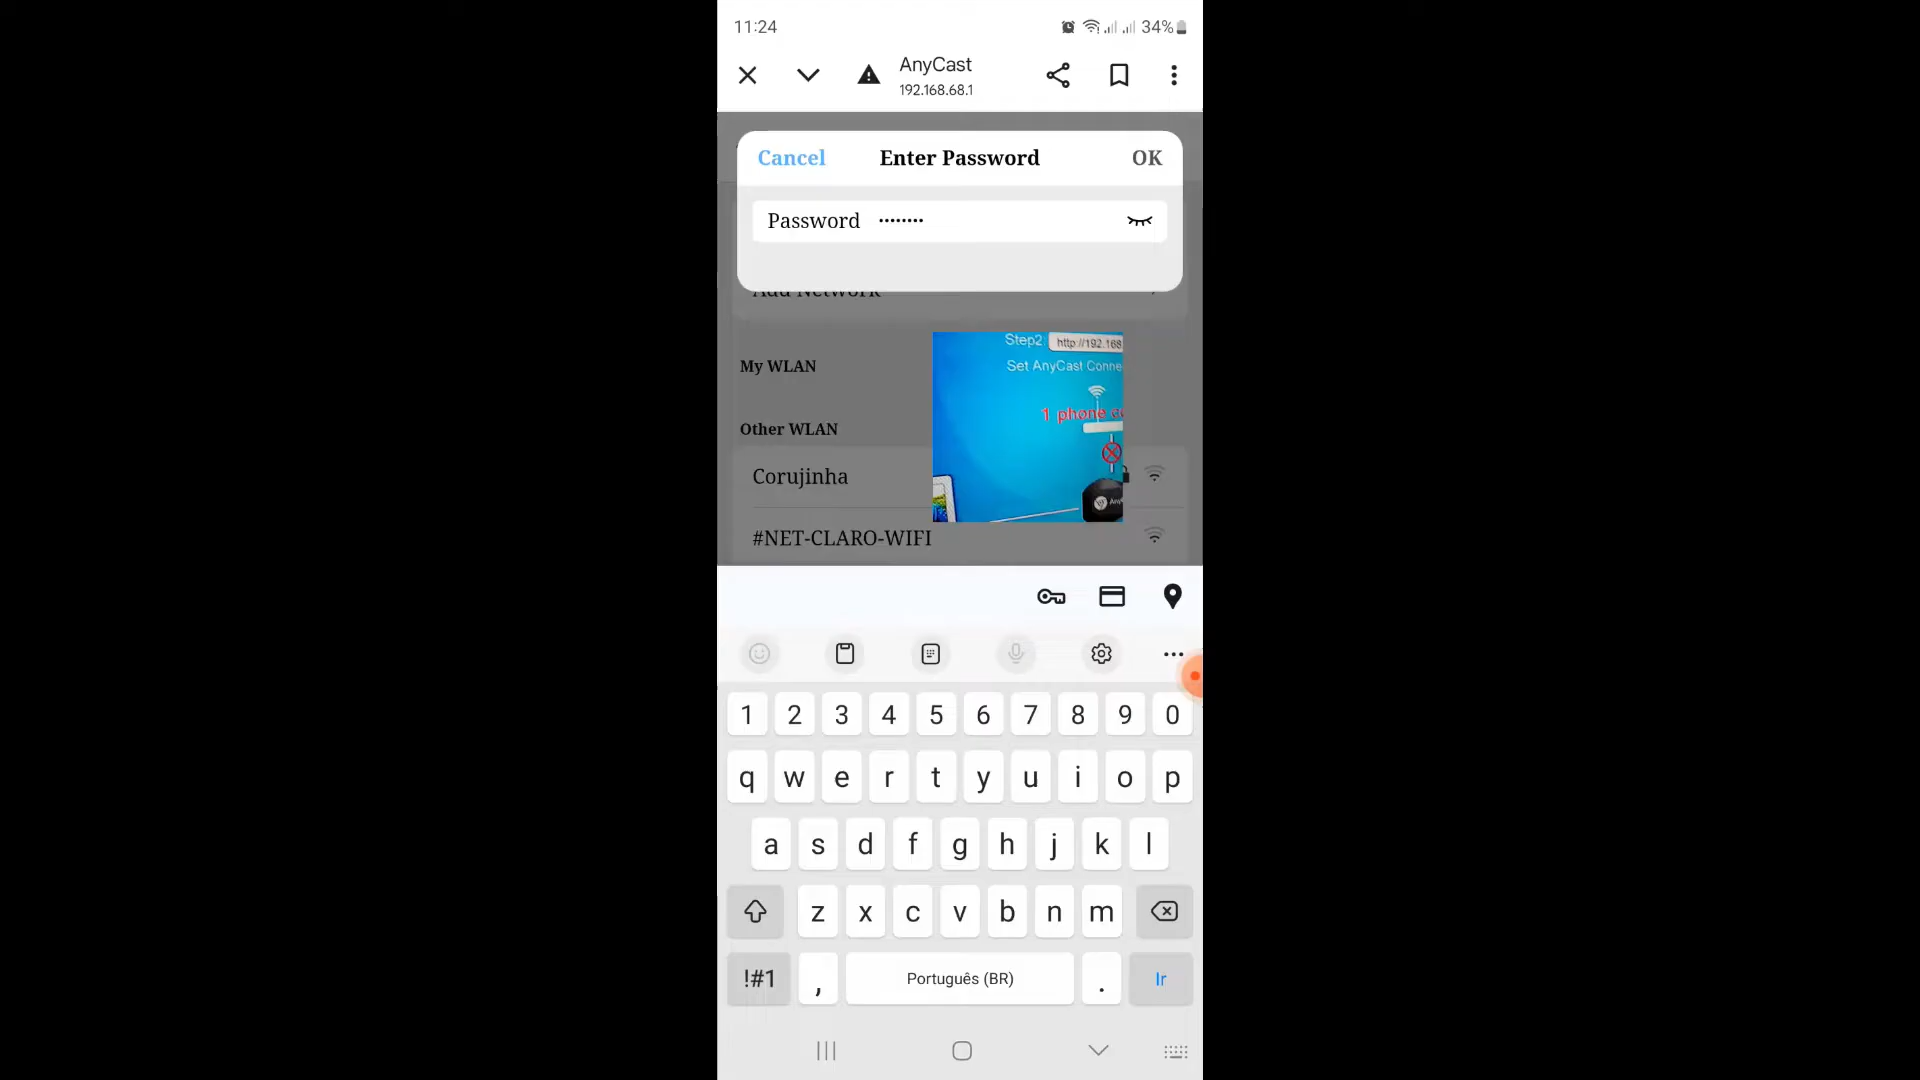 11:24
34%
AnyCast
192.168.68.1
Cancel Enter Password OK
Password ••••••••
Add Network
My WLAN
Step2: http://192.168
Set AnyCast Conne
1 phone
Other WLAN
Corujinha
#NET-CLARO-WIFI
1 2 3 4 5 6 7 8 9 0
q w e r t y u i o p
a s d f g h j k l
z x c v b n m
!#1 , Português (BR) . Ir